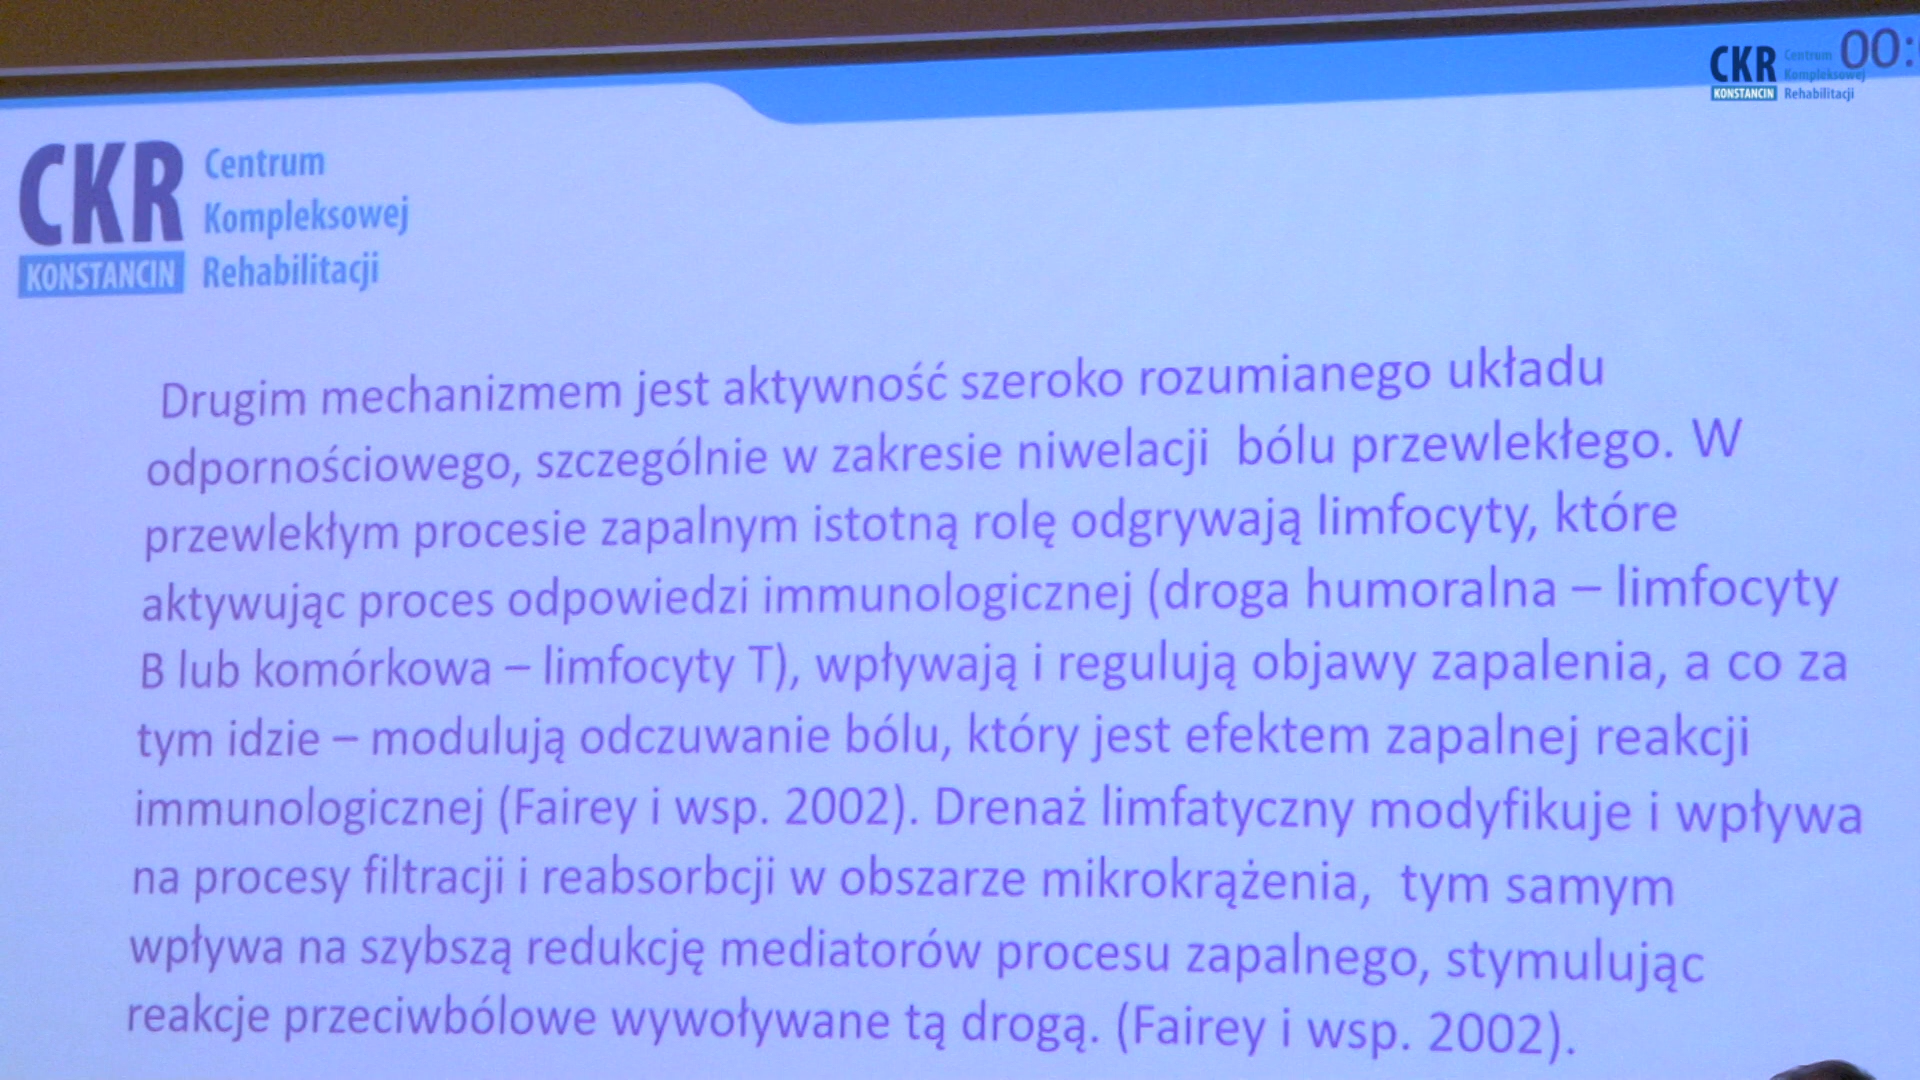 CKR Centrum 00:
Kompleksowej
KONSTANCIN Rehabilitacji
CKR Centrum
Kompleksowej
KONSTANCIN Rehabilitacji
Drugim mechanizmem jest aktywność szeroko rozumianego układu
odpornościowego, szczególnie w zakresie niwelacji bólu przewlekłego. W
przewlekłym procesie zapalnym istotną rolę odgrywają limfocyty, które
aktywując proces odpowiedzi immunologicznej (droga humoralna – limfocyty
B lub komórkowa – limfocyty T), wpływają i regulują objawy zapalenia, a co za
tym idzie – modulują odczuwanie bólu, który jest efektem zapalnej reakcji
immunologicznej (Fairey i wsp. 2002). Drenaż limfatyczny modyfikuje i wpływa
na procesy filtracji i reabsorbcji w obszarze mikrokrążenia, tym samym
wpływa na szybszą redukcję mediatorów procesu zapalnego, stymulując
reakcje przeciwbólowe wywoływane tą drogą. (Fairey i wsp. 2002).